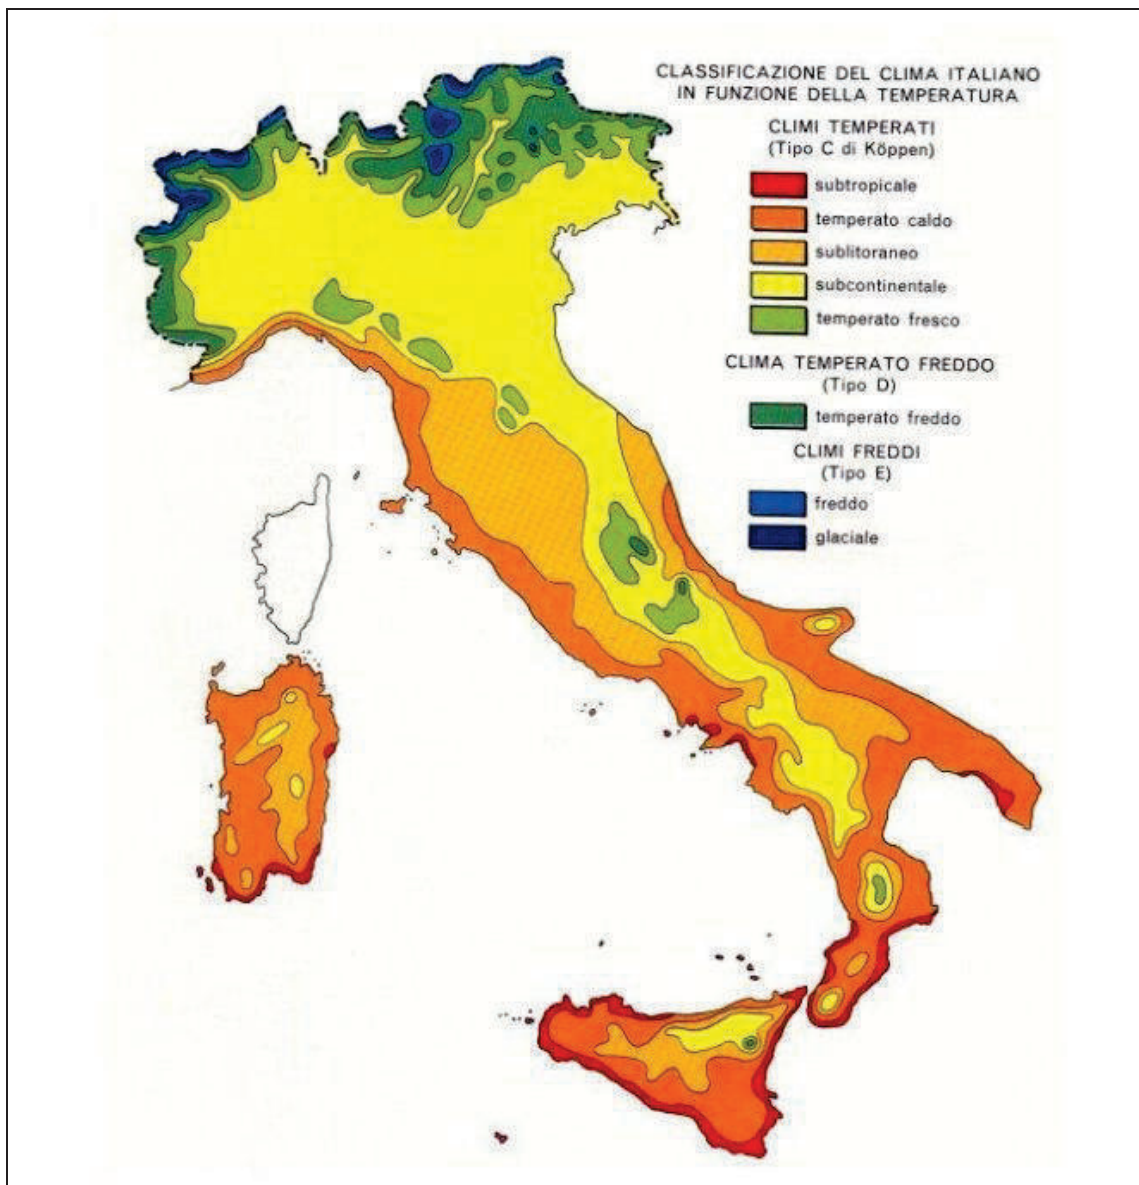 CLASSIFICAZIONE DEL CLIMA ITALIANO
IN FUNZIONE DELLA TEMPERATURA
CLIMI TEMPERATI
(Tipo C di Köppen)
subtropicale
temperato caldo
sublitoraneo
subcontinentale
temperato fresco
CLIMA TEMPERATO FREDDO
(Tipo D)
temperato freddo
CLIMI FREDDI
(Tipo E)
freddo
glaciale